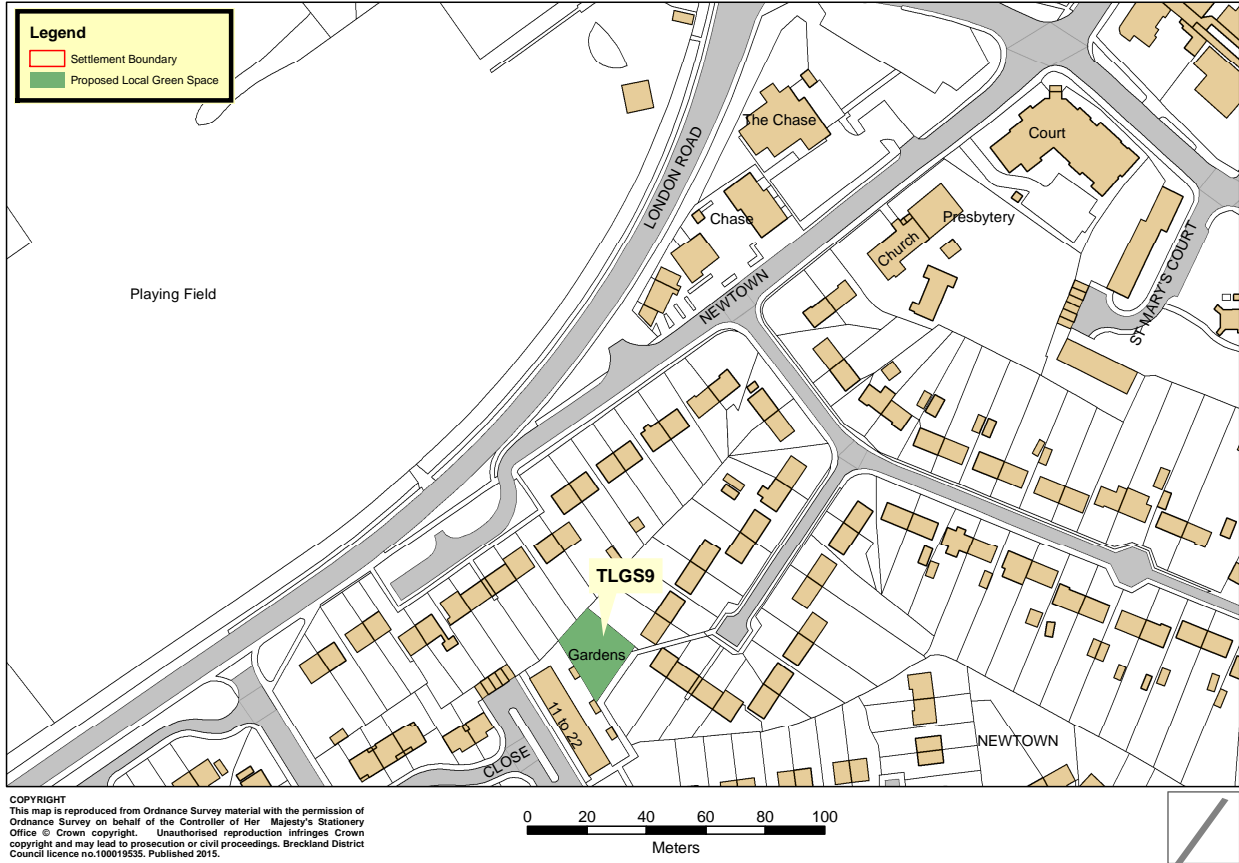 Legend
Settlement Boundary
Proposed Local Green Space
The Chase
Court
LONDON ROAD
Chase
Presbytery
Church
ST MARY'S COURT
Playing Field
NEWTOWN
TLGS9
Gardens
11 to 22
CLOSE
NEWTOWN
COPYRIGHT
This map is reproduced from Ordnance Survey material with the permission of
Ordnance Survey on behalf of the Controller of Her Majesty's Stationery
Office © Crown copyright. Unauthorised reproduction infringes Crown
copyright and may lead to prosecution or civil proceedings. Breckland District
Council licence no.100019535. Published 2015.
0 20 40 60 80 100
Meters